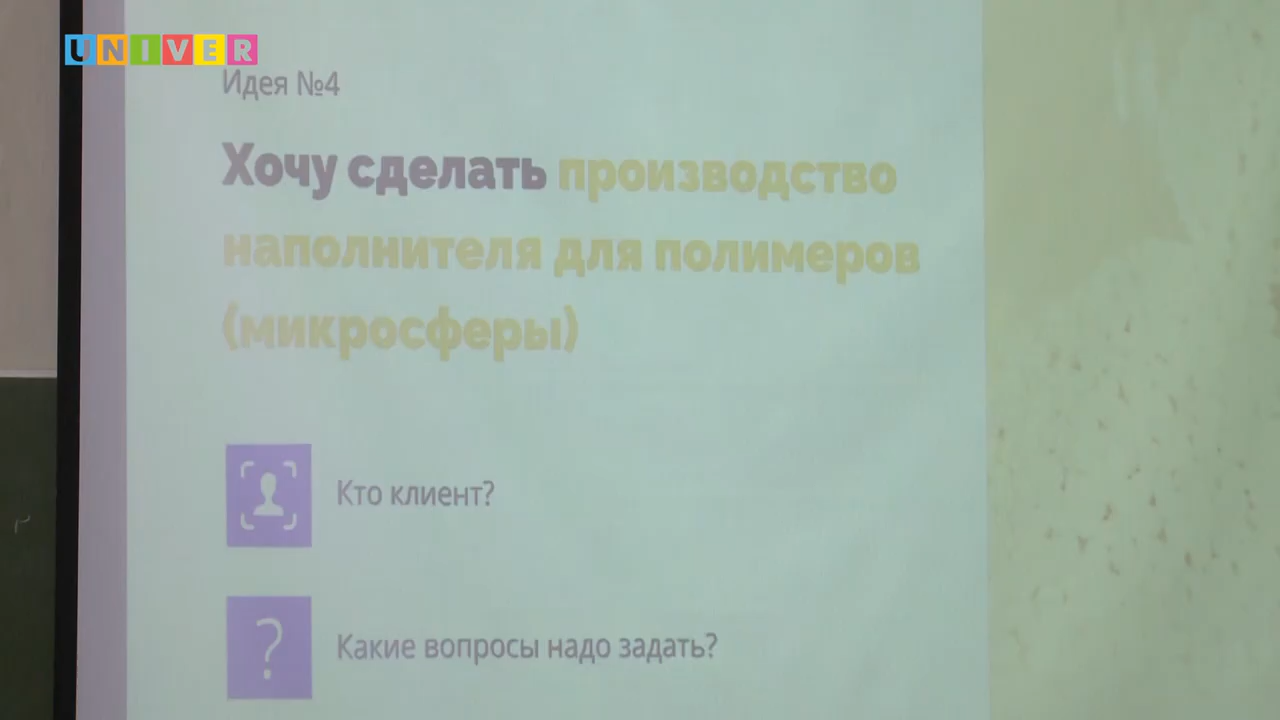 UNIVER
Идея №4
Хочу сделать производство
наполнителя для полимеров
(микросферы)
Кто клиент?
?
Какие вопросы надо задать?